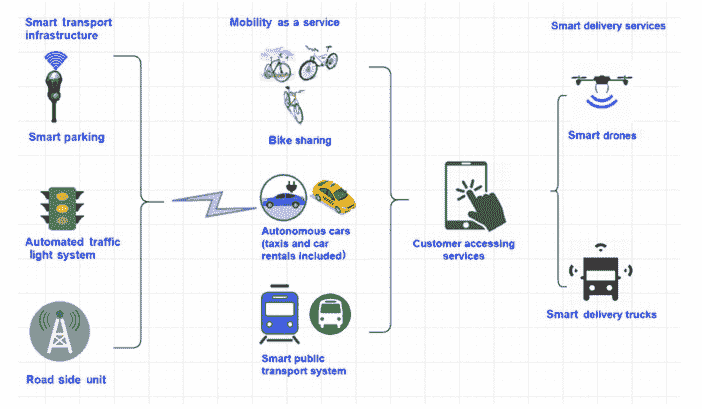 Smart transport
infrastructure
Smart parking
Automated traffic
light system
Road side unit
Mobility as a service
Bike sharing
Autonomous cars
(taxis and car
rentals included)
Smart public
transport system
Customer accessing
services
Smart delivery services
Smart drones
Smart delivery trucks